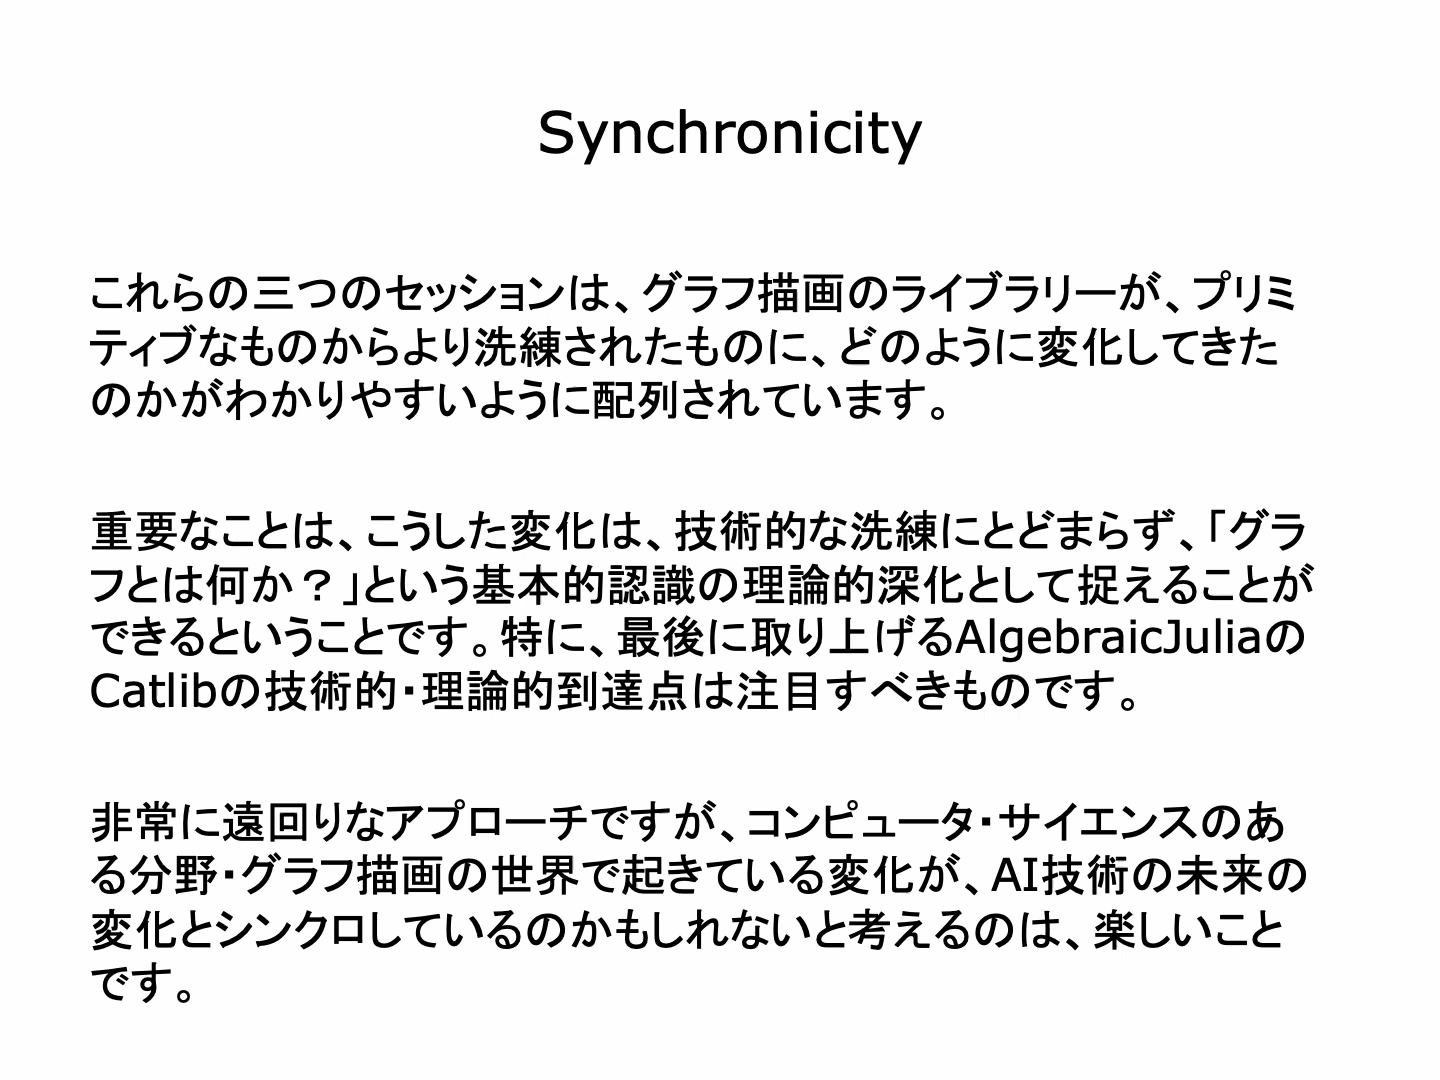 Synchronicity
これらの三つのセッションは、グラフ描画のライブラリーが、プリミ
ティブなものからより洗練されたものに、どのように変化してきた
のかがわかりやすいように配列されています。
重要なことは、こうした変化は、技術的な洗練にとどまらず、「グラ
フとは何か？」という基本的認識の理論的深化として捉えることが
できるということです。特に、最後に取り上げるAlgebraicJuliaの
Catlibの技術的・理論的到達点は注目すべきものです。
非常に遠回りなアプローチですが、コンピュータ・サイエンスのあ
る分野・グラフ描画の世界で起きている変化が、AI技術の未来の
変化とシンクロしているのかもしれないと考えるのは、楽しいこと
です。